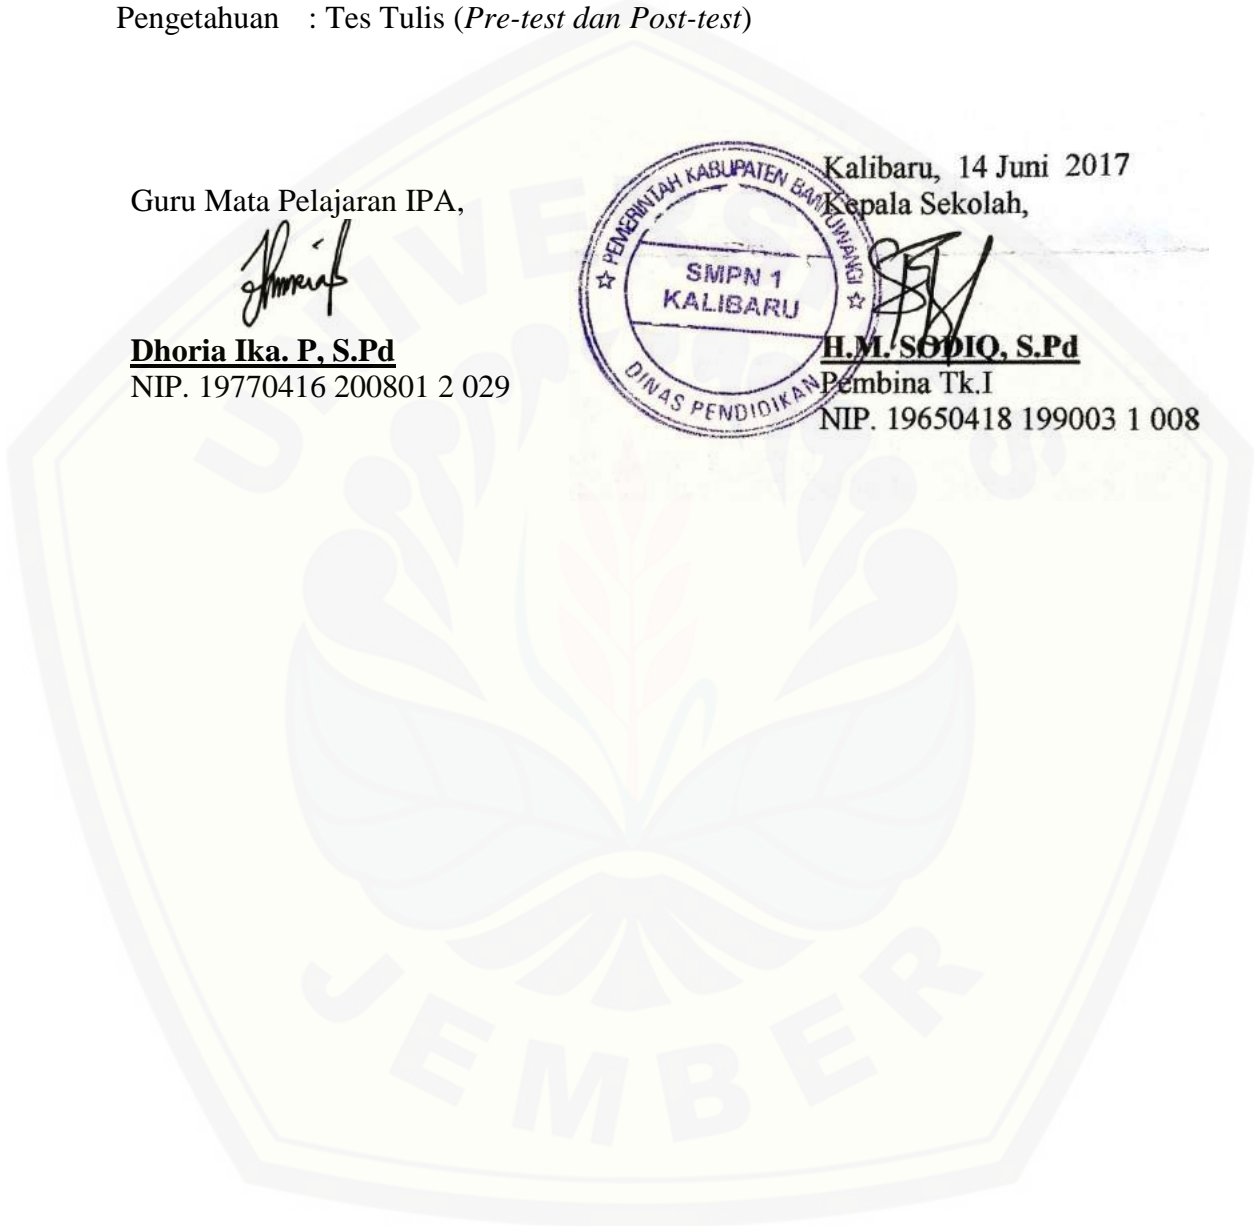 Pengetahuan : Tes Tulis (Pre-test dan Post-test)
Guru Mata Pelajaran IPA,
Dhoria Ika. P, S.Pd
NIP. 19770416 200801 2 029
Kalibaru, 14 Juni 2017
Kepala Sekolah,
H.M. SODIQ, S.Pd
Pembina Tk.I
NIP. 19650418 199003 1 008
PEMERINTAH KABUPATEN BANYUWANGI
SMPN 1
KALIBARU
DINAS PENDIDIKAN
UNIVERSITAS
JEMBER